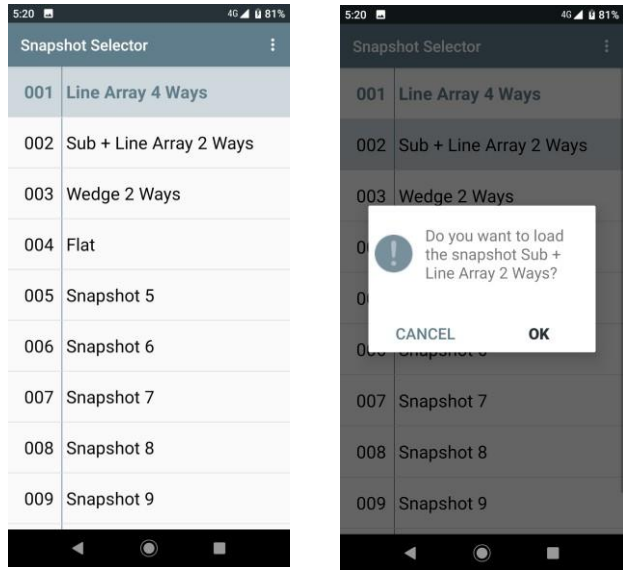 5:20 4G 81%
Snapshot Selector
001 Line Array 4 Ways
002 Sub + Line Array 2 Ways
003 Wedge 2 Ways
004 Flat
005 Snapshot 5
006 Snapshot 6
007 Snapshot 7
008 Snapshot 8
009 Snapshot 9
5:20 4G 81%
Snapshot Selector
001 Line Array 4 Ways
002 Sub + Line Array 2 Ways
003 Wedge 2 Ways
Do you want to load
the snapshot Sub +
Line Array 2 Ways?
CANCEL OK
007 Snapshot 7
008 Snapshot 8
009 Snapshot 9